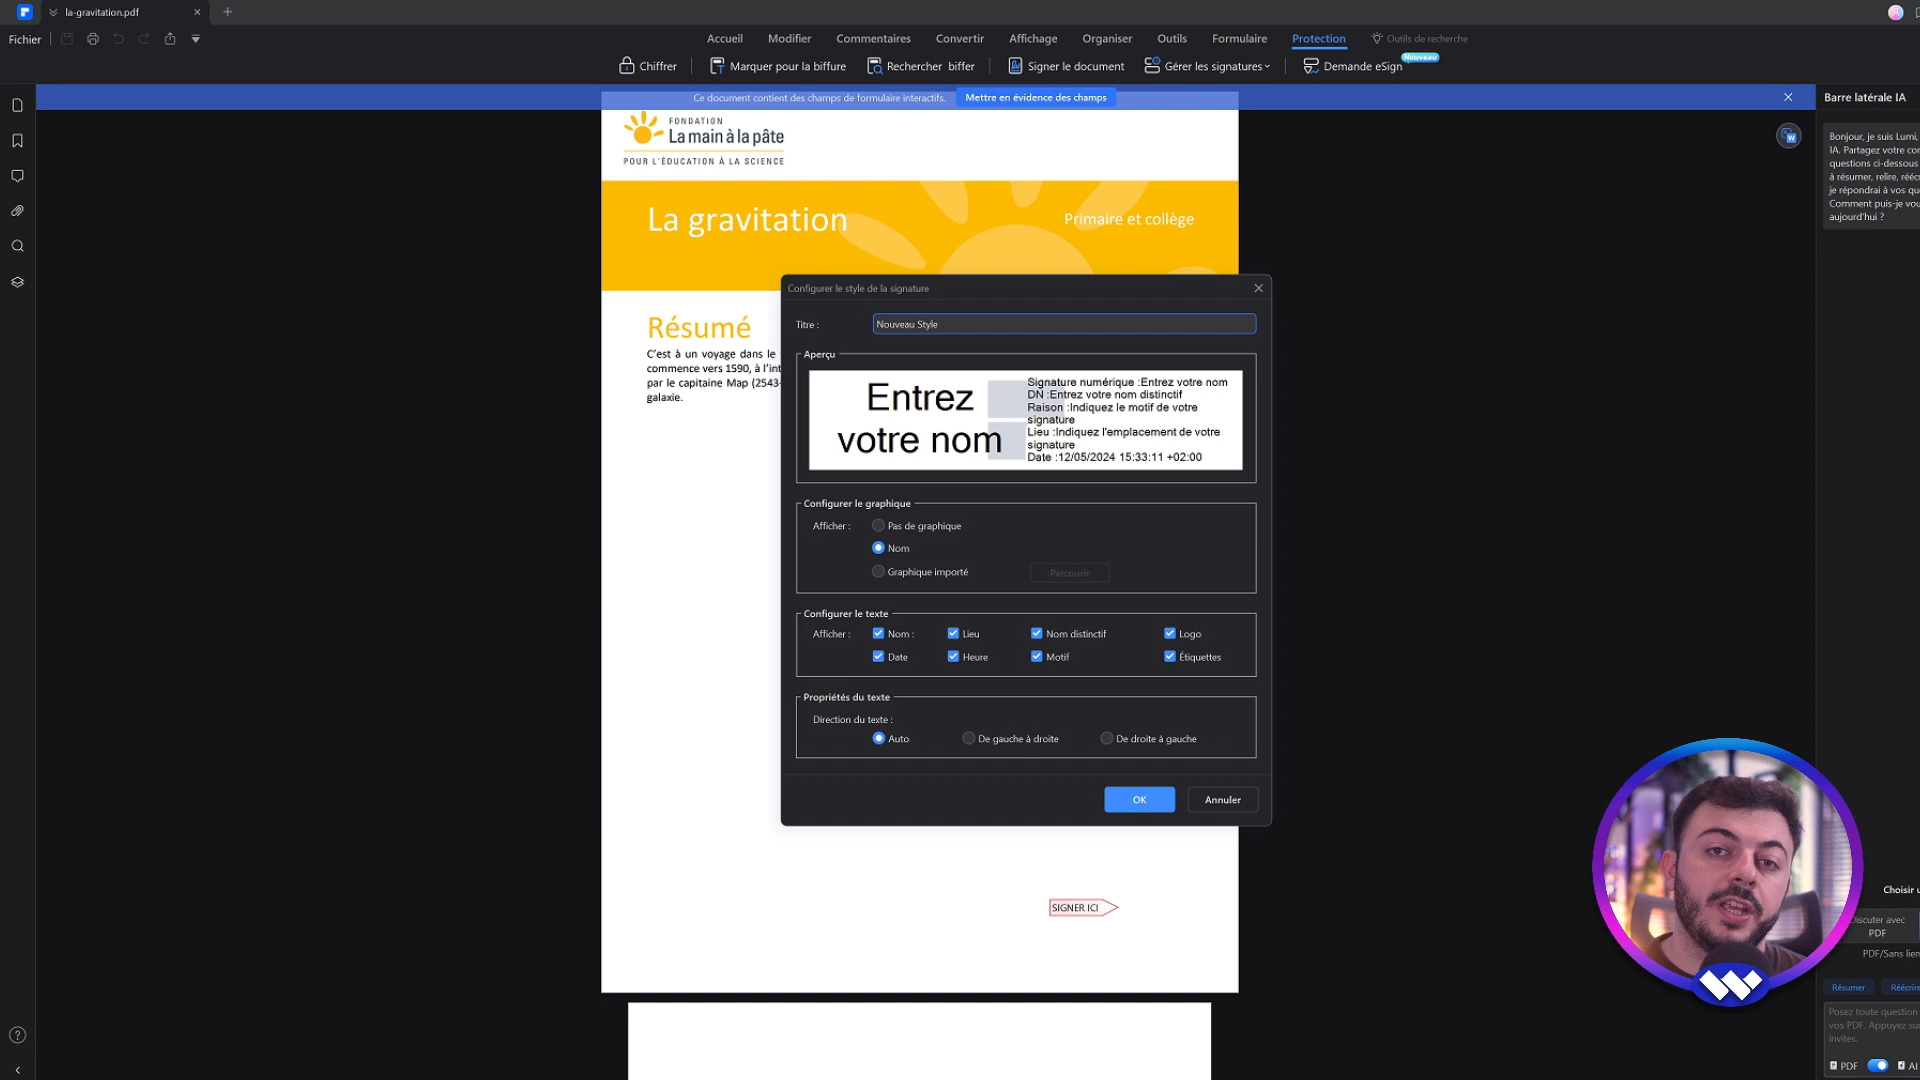 la-gravitation.pdf
Fichier
Accueil
Modifier
Commentaires
Convertir
Affichage
Organiser
Outils
Formulaire
Protection
Outils de recherche
Chiffrer
Marquer pour la biffure
Rechercher biffer
Signer le document
Gérer les signatures
Demande eSign
Nouveau
Ce document contient des champs de formulaire interactifs.
Mettre en évidence des champs
FONDATION
La main à la pâte
POUR L'ÉDUCATION À LA SCIENCE
La gravitation
Primaire et collège
Résumé
C'est à un voyage dans le
commence vers 1590, à l'int
par le capitaine Map (2543-
galaxie.
Configurer le style de la signature
Titre :
Nouveau Style
Aperçu
Entrez
votre nom
Signature numérique :Entrez votre nom
DN :Entrez votre nom distinctif
Raison :Indiquez le motif de votre
signature
Lieu :Indiquez l'emplacement de votre
signature
Date :12/05/2024 15:33:11 +02:00
Configurer le graphique
Afficher :
Pas de graphique
Nom
Graphique importé
Parcourir
Configurer le texte
Afficher :
Nom :
Lieu
Nom distinctif
Logo
Date
Heure
Motif
Étiquettes
Propriétés du texte
Direction du texte :
Auto
De gauche à droite
De droite à gauche
OK
Annuler
SIGNER ICI
Barre latérale IA
Bonjour, je suis Lumi,
IA. Partagez votre con
questions ci-dessous
à résumer, relire, réécr
je répondrai à vos que
Comment puis-je vou
aujourd'hui ?
Choisir u
Discuter avec
PDF
PDF/Sans lien
Résumer
Réécrire
Posez toute question
vos PDF. Appuyez sur
invites.
PDF
AI